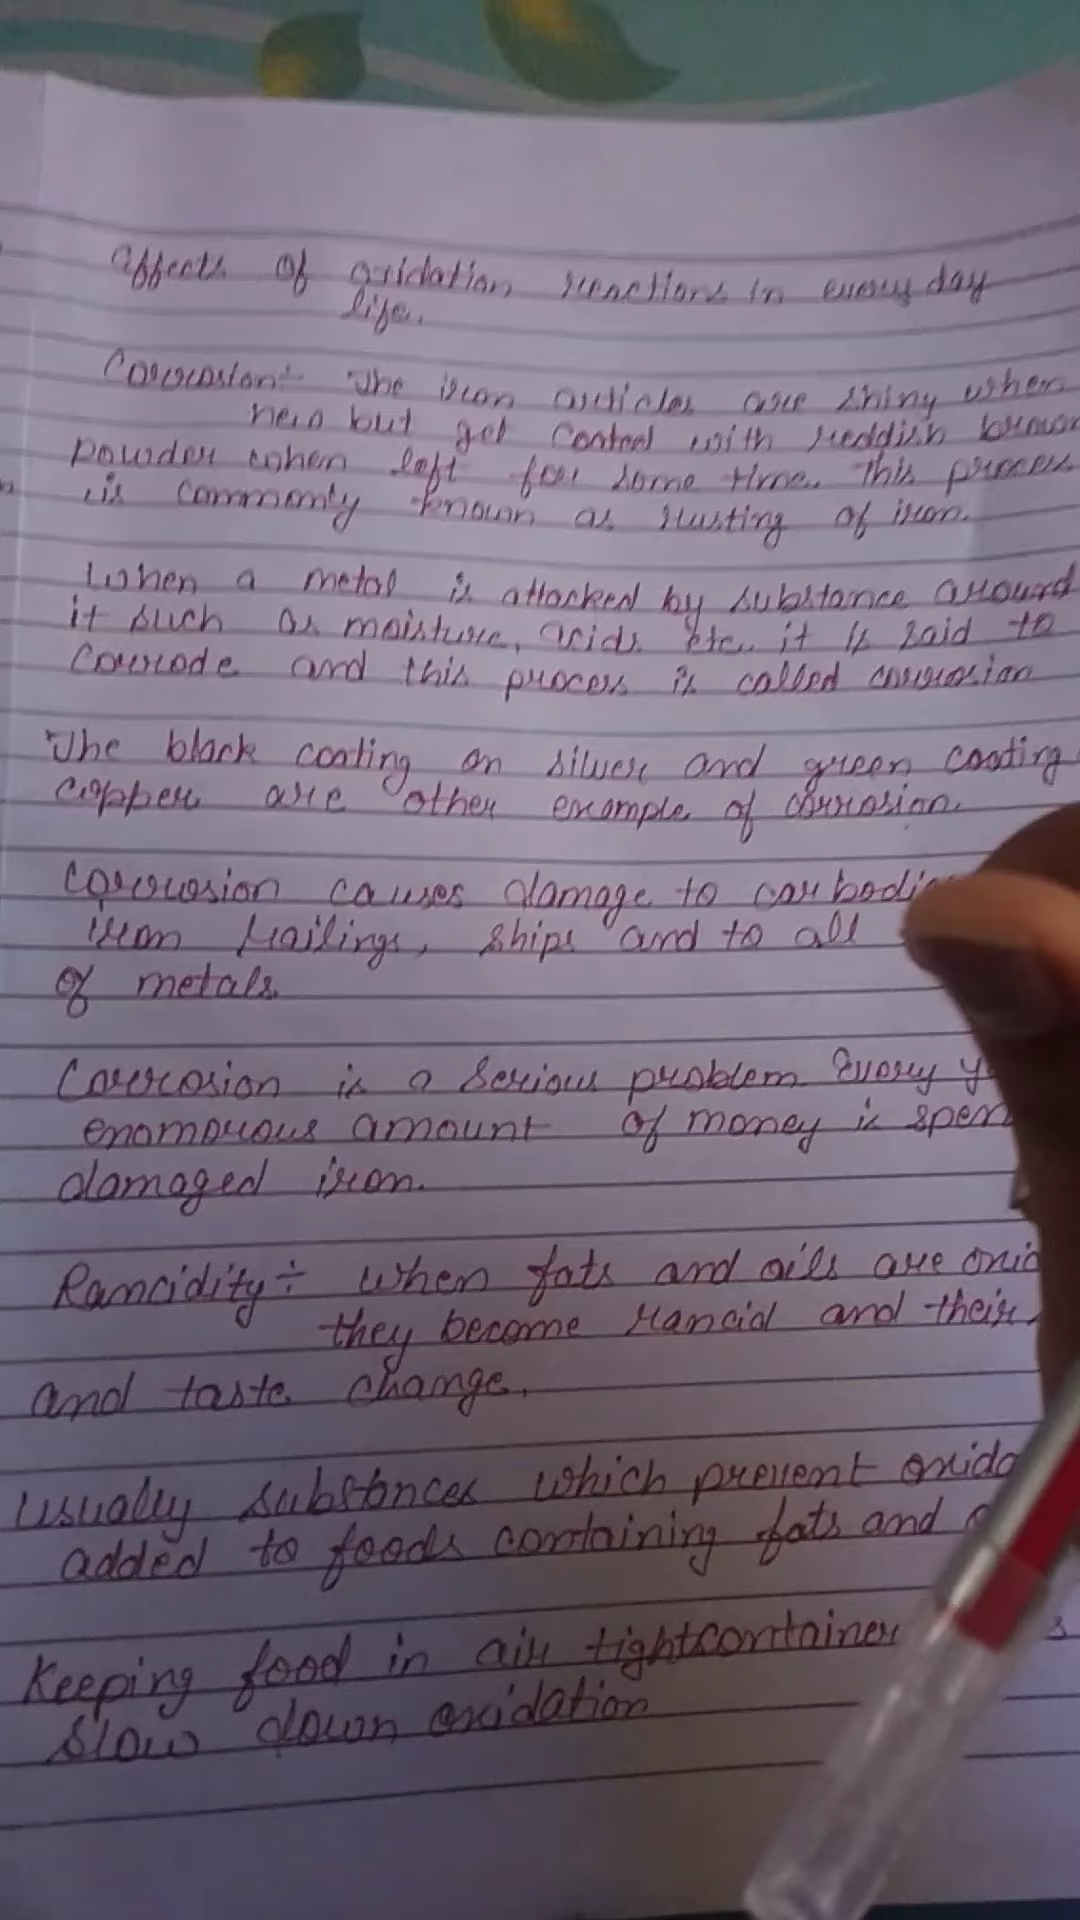 affects of oxidation reactions in every day
life.
Corrosion÷ The iron articles are shiny when
new but get coated with reddish brown
powder when left for some time. This process
is commonly known as rusting of iron.
When a metal is attacked by substance around
it such as moisture, acids etc., it is said to
corrode and this process is called corrosion
The black coating on silver and green coating
copper are other example of corrosion.
Corrosion causes damage to car bodi
iron railings, ships and to all
of metals.
Corrosion is a serious problem. Every y
enomorous amount of money is spen
damaged iron.
Rancidity÷ when fats and oils are oxid
they become rancid and their
and taste change.
Usually substances which prevent oxida
added to foods containing fats and
Keeping food in air tightcontainer s
slow down oxidation